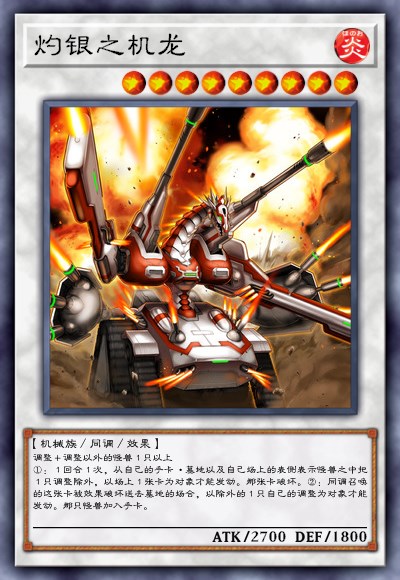 灼银之机龙
ほのお
炎
【机械族／同调／效果】
调整＋调整以外的怪兽1只以上
①：1回合1次，从自己的手卡·墓地以及自己场上的表侧表示怪兽之中把
1只调整除外，以场上1张卡为对象才能发动。那张卡破坏。②：同调召唤
的这张卡被效果破坏送去墓地的场合，以除外的1只自己的调整为对象才能
发动。那只怪兽加入手卡。
ATK/2700 DEF/1800